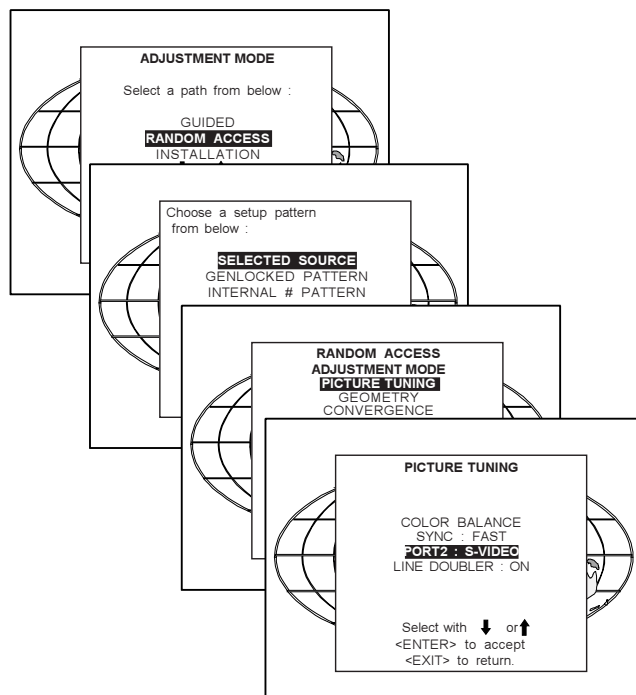 ADJUSTMENT MODE
Select a path from below :
GUIDED
RANDOM ACCESS
INSTALLATION
Choose a setup pattern
from below :
SELECTED SOURCE
GENLOCKED PATTERN
INTERNAL # PATTERN
RANDOM ACCESS
ADJUSTMENT MODE
PICTURE TUNING
GEOMETRY
CONVERGENCE
PICTURE TUNING
COLOR BALANCE
SYNC : FAST
PORT2 : S-VIDEO
LINE DOUBLER : ON
Select with ↓ or ↑
<ENTER> to accept
<EXIT> to return.